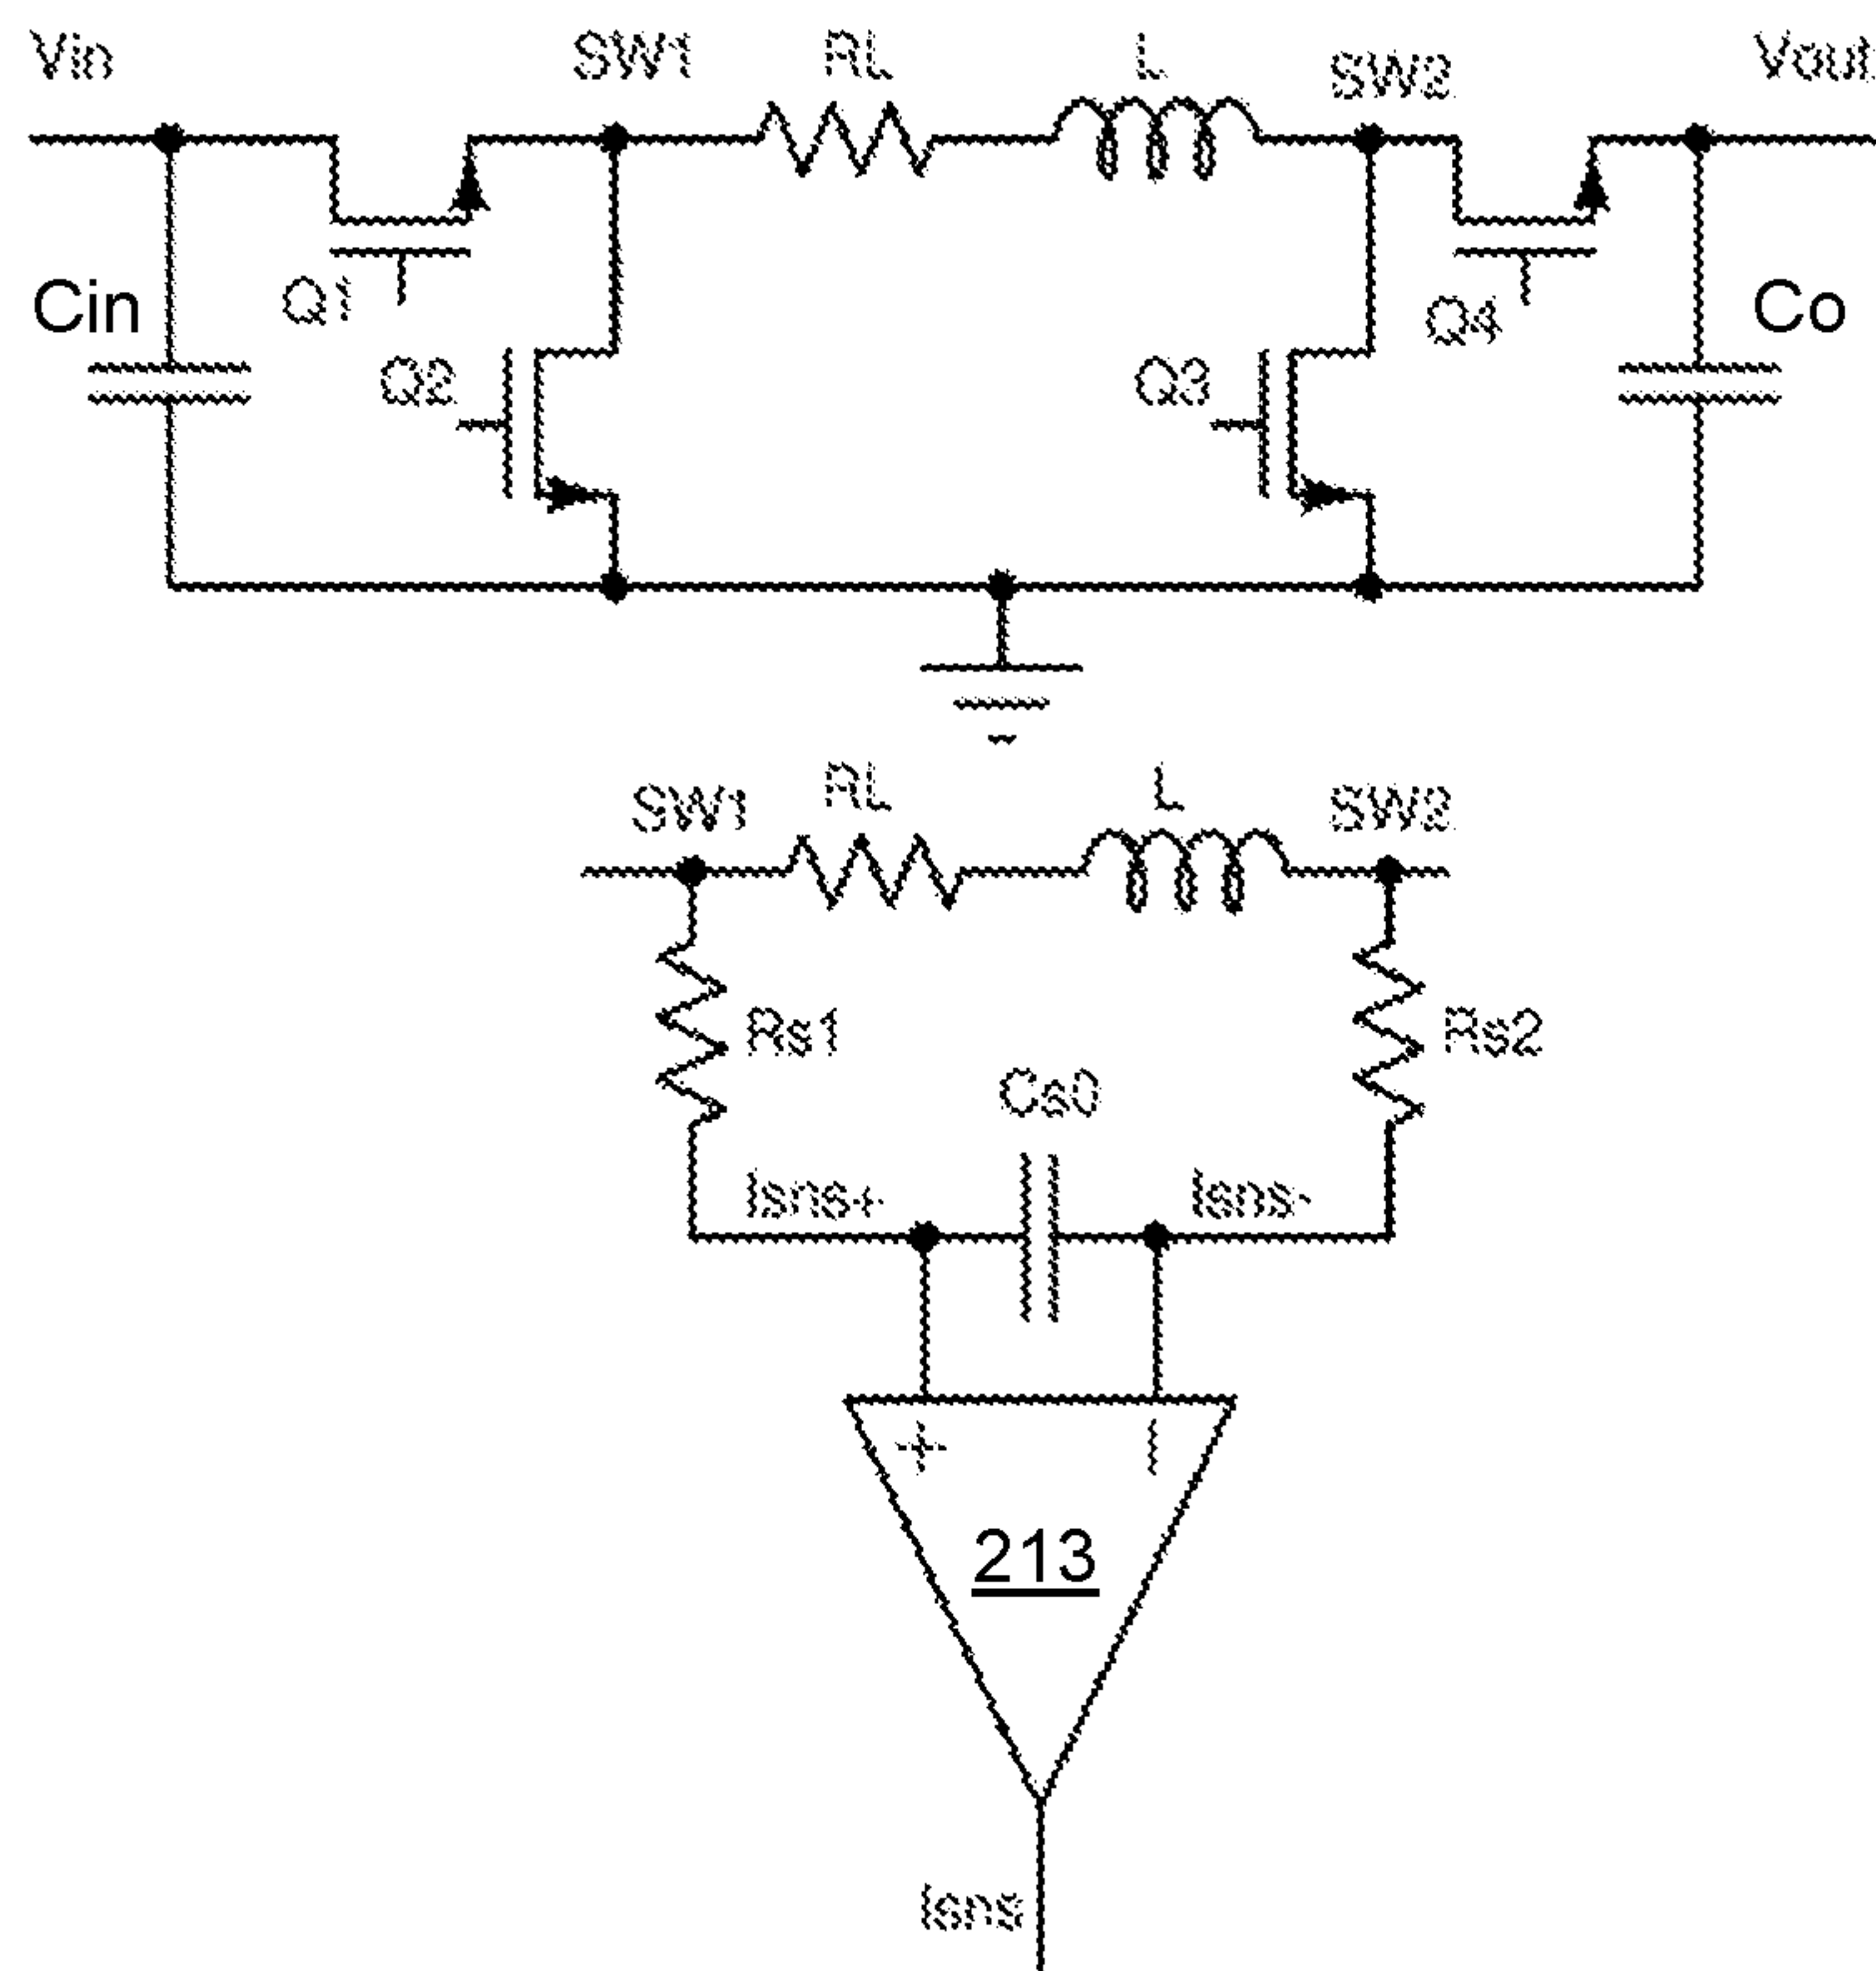 Vin SW1 RL L SW2 Vout
Cin Q1 Q4 Co
Q2 Q3
SW1 RL L SW2
Rs1 Rs2
Cs0
Isns+ Isns-
+ -
213
Isns